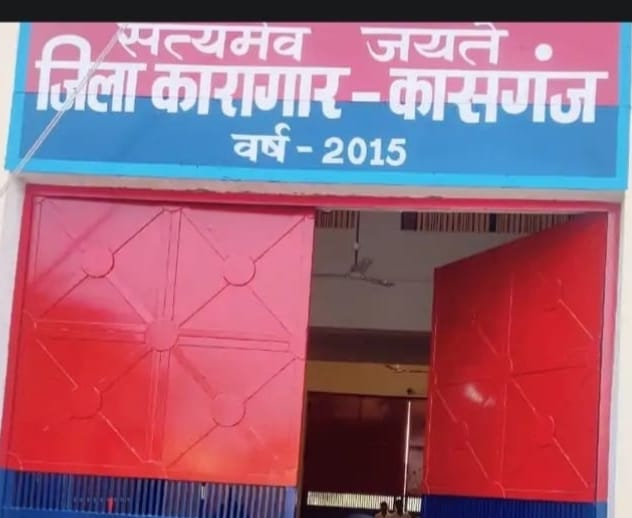 सत्यमेव जयते
जिला कारागार - कासगंज
वर्ष - 2015